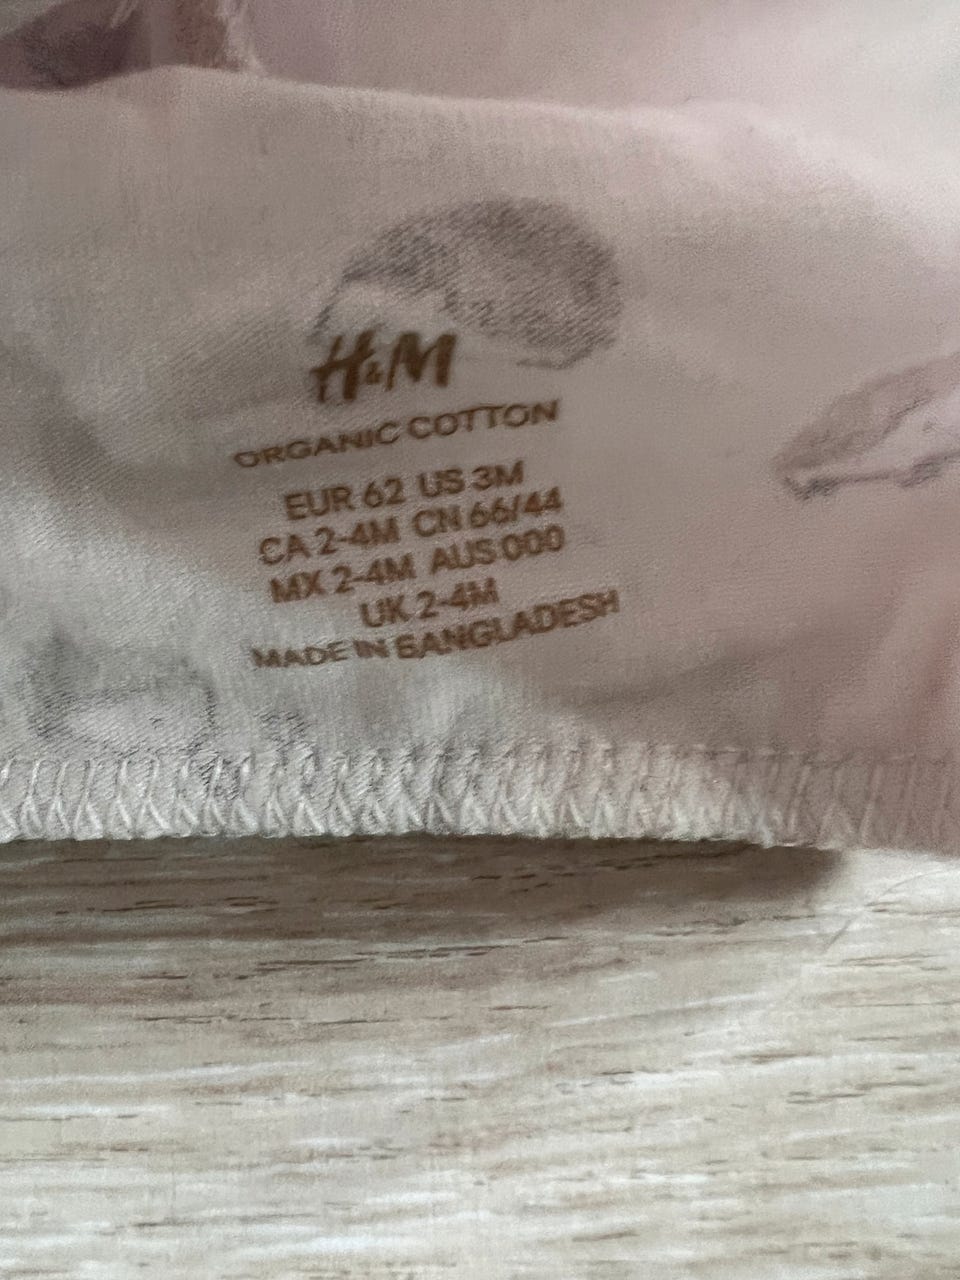 H&M
ORGANIC COTTON
EUR 62 US 3M
CA 2-4M CN 66/44
MX 2-4M AUS 000
UK 2-4M
MADE IN BANGLADESH